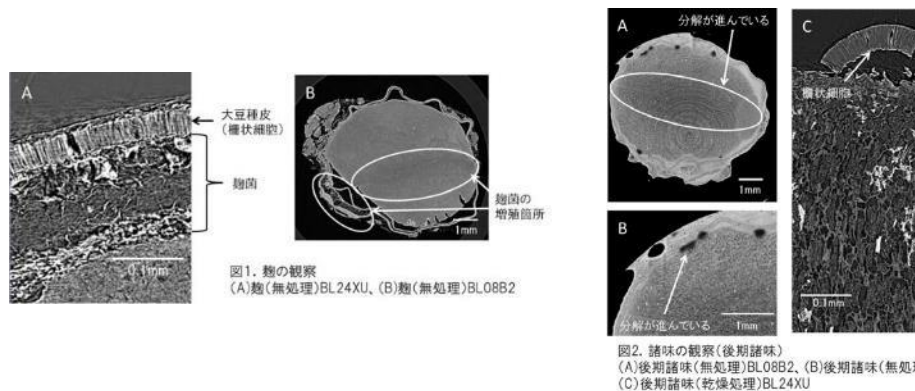 A
大豆種皮
(柵状細胞)
麹菌
0.1mm
B
麹菌の
増殖箇所
1mm
図1. 麹の観察
(A)麹(無処理)BL24XU、(B)麹(無処理)BL08B2
A
分解が進んでいる
1mm
B
分解が進んでいる
1mm
C
柵状細胞
0.1mm
図2. 諸味の観察(後期諸味)
(A)後期諸味(無処理)BL08B2、(B)後期諸味(無処
(C)後期諸味(乾燥処理)BL24XU